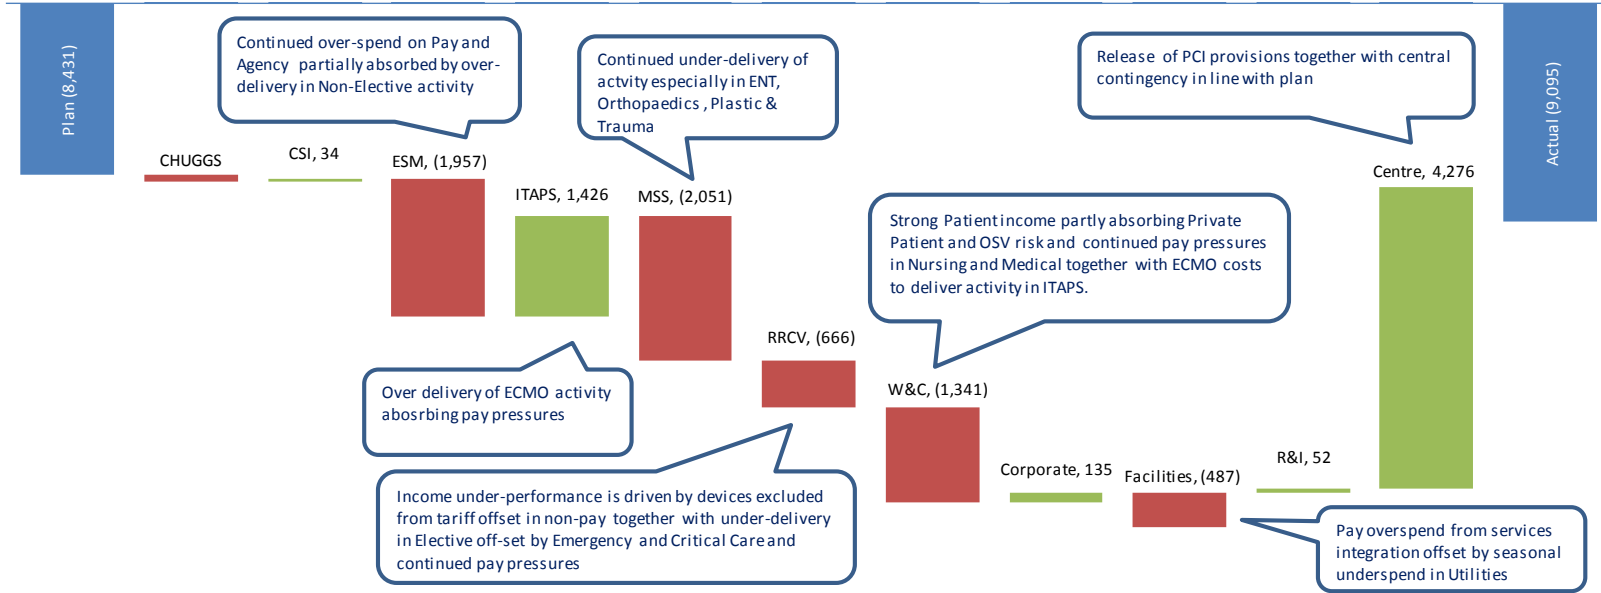 Plan (8,431)
Continued over-spend on Pay and
Agency partially absorbed by over-
delivery in Non-Elective activity
Continued under-delivery of
actvity especially in ENT,
Orthopaedics , Plastic &
Trauma
Release of PCI provisions together with central
contingency in line with plan
Actual (9,095)
CHUGGS
CSI, 34
ESM, (1,957)
ITAPS, 1,426
MSS, (2,051)
Centre, 4,276
Strong Patient income partly absorbing Private
Patient and OSV risk and continued pay pressures
in Nursing and Medical together with ECMO costs
to deliver activity in ITAPS.
RRCV, (666)
W&C, (1,341)
Over delivery of ECMO activity
abosrbing pay pressures
Corporate, 135
Facilities, (487)
R&I, 52
Income under-performance is driven by devices excluded
from tariff offset in non-pay together with under-delivery
in Elective off-set by Emergency and Critical Care and
continued pay pressures
Pay overspend from services
integration offset by seasonal
underspend in Utilities